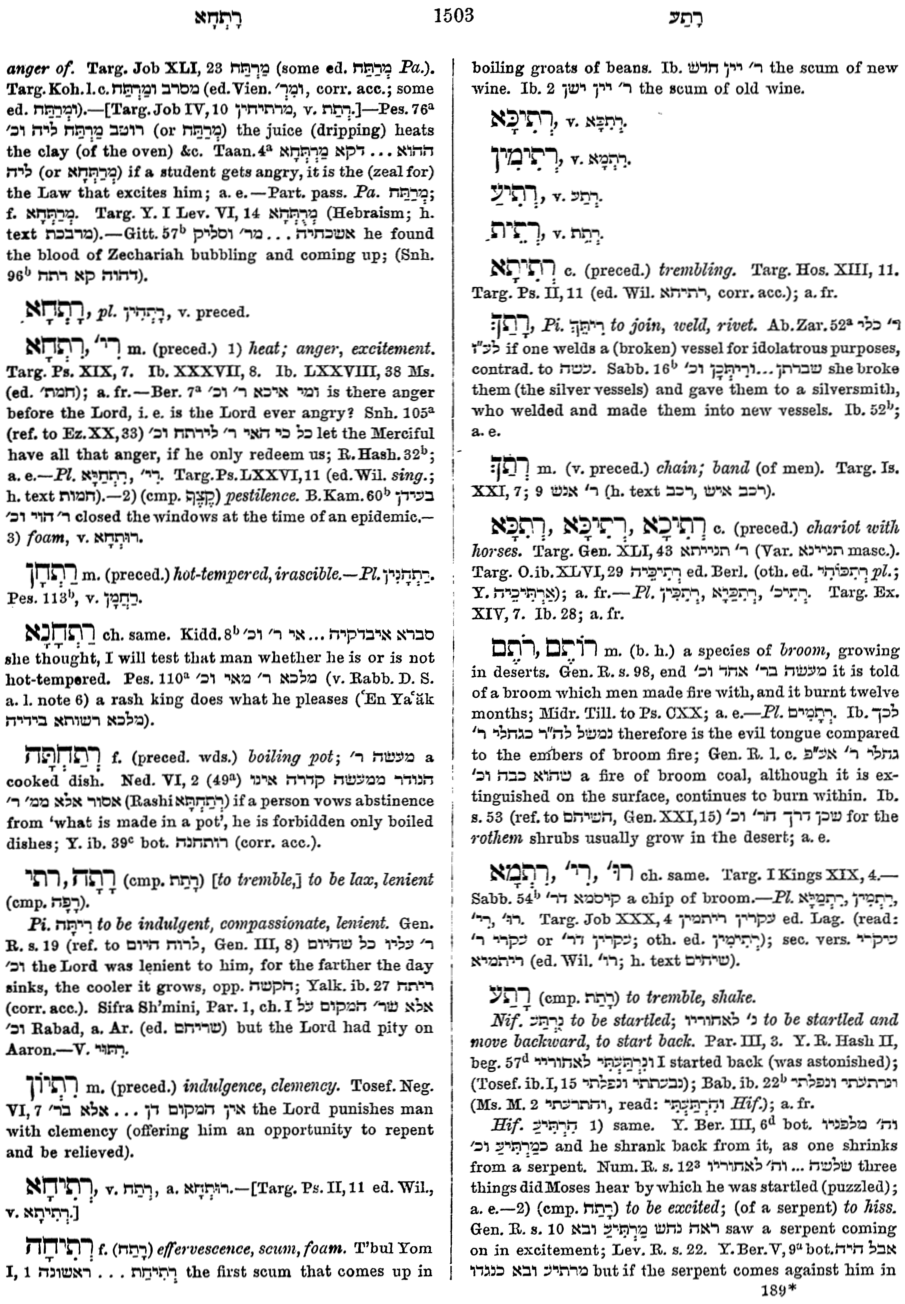 רָתְחָא 1503 רָתַע
anger of. Targ. Job XLI, 23 מַרְתַּח (some ed. מְרַתַּח Pa.).
Targ. Koh. l. c. מסרב ומַרְתַּח (ed. Vien. וּמְרַ', corr. acc.; some
ed. וּמְרַתַּח).—[Targ. Job IV, 10 מרתיחין, v. רְתַת.]—Pes. 76ᵃ
רוטב מַרְתַּח ליה וכ' (or מְרַתַּח) the juice (dripping) heats
the clay (of the oven) &c. Taan. 4ᵃ ההוא ... דקא מַרְתְּחָא
ליה (or מְרַתְּחָא) if a student gets angry, it is the (zeal for)
the Law that excites him; a. e.—Part. pass. Pa. מְרַתַּח;
f. מְרַתְּחָא. Targ. Y. I Lev. VI, 14 מְרַתְּחָא (Hebraism; h.
text מרבכת).—Gitt. 57ᵇ אשכחיה ... מר' וסליק he found
the blood of Zechariah bubbling and coming up; (Snh.
96ᵇ דהוה קא רתח).
רָתְחָא, pl. רָתְחִין, v. preced.
רִתְחָא, רִי' m. (preced.) 1) heat; anger, excitement.
Targ. Ps. XIX, 7. Ib. XXXVII, 8. Ib. LXXVIII, 38 Ms.
(ed. חמת'); a. fr.—Ber. 7ᵃ ומי איכא ר' וכ' is there anger
before the Lord, i. e. is the Lord ever angry? Snh. 105ᵃ
(ref. to Ez. XX, 33) כל כי האי ר' לירתח וכ' let the Merciful
have all that anger, if he only redeem us; R. Hash. 32ᵇ;
a. e.—Pl. רִתְחַיָּא, רִי'. Targ. Ps. LXXVI, 11 (ed. Wil. sing.;
h. text חמות).—2) (cmp. קֶצֶף) pestilence. B. Kam. 60ᵇ בעידן
ר' הוי וכ' closed the windows at the time of an epidemic.—
3) foam, v. רוּתְחָא.
רַתְחָן m. (preced.) hot-tempered, irascible.—Pl. רַתְחָנִין.
Pes. 113ᵇ, v. רַחֲמָן.
רַתְחָנָא ch. same. Kidd. 8ᵇ סברא איבדקיה ... אי ר' וכ'
she thought, I will test that man whether he is or is not
hot-tempered. Pes. 110ᵃ מלכא ר' מאי וכ' (v. Rabb. D. S.
a. l. note 6) a rash king does what he pleases (ʿEn Yaʿăk
מלכא רשותא בידיה).
רְתַחְתָּה f. (preced. wds.) boiling pot; מעשה ר' a
cooked dish. Ned. VI, 2 (49ᵃ) הנודר ממעשה קדרה אינו
אסור אלא ממ' ר' (Rashi רְתַחְתָּא) if a person vows abstinence
from ‘what is made in a pot’, he is forbidden only boiled
dishes; Y. ib. 39ᶜ bot. רותחנה (corr. acc.).
רתי, רָתָה (cmp. רָתַת) [to tremble,] to be lax, lenient
(cmp. רָפָה).
Pi. רִיתָּה to be indulgent, compassionate, lenient. Gen.
R. s. 19 (ref. to לרוח היום, Gen. III, 8) ר' עליו כל שהיום
וכ' the Lord was lenient to him, for the farther the day
sinks, the cooler it grows, opp. הקשה; Yalk. ib. 27 ריתח
(corr. acc.). Sifra Sh'mini, Par. 1, ch. I אלא שר' המקום על
וכ' Rabad, a. Ar. (ed. שריחם) but the Lord had pity on
Aaron.—V. רִתּוּי.
רִתְיוֹן m. (preced.) indulgence, clemency. Tosef. Neg.
VI, 7 אין המקום דן ... אלא בר' the Lord punishes man
with clemency (offering him an opportunity to repent
and be relieved).
רְתִיחָא, v. רְתַח, a. רוּתְחָא.—[Targ. Ps. II, 11 ed. Wil.,
v. רְתִיתָא.]
רְתִיחָה f. (רָתַח) effervescence, scum, foam. T'bul Yom
I, 1 רְתִיחַת ... ראשונה the first scum that comes up in
boiling groats of beans. Ib. ר' יין חדש the scum of new
wine. Ib. 2 ר' יין ישן the scum of old wine.
רְתִיכָּא, v. רְתִכָּא.
רְתִימִין, v. רִתְמָא.
רְתִיעַ, v. רְתַע.
רְתֵית, v. רְתֵת.
רְתִיתָא c. (preced.) trembling. Targ. Hos. XIII, 11.
Targ. Ps. II, 11 (ed. Wil. רתיחא, corr. acc.); a. fr.
רָתַךְ, Pi. רִיתֵּךְ to join, weld, rivet. Ab. Zar. 52ᵃ ר' כלי
לע"ז if one welds a (broken) vessel for idolatrous purposes,
contrad. to עשה. Sabb. 16ᵇ שברתן ... וריתְּכָן וכ' she broke
them (the silver vessels) and gave them to a silversmith,
who welded and made them into new vessels. Ib. 52ᵇ;
a. e.
רֶתֶךְ m. (v. preced.) chain; band (of men). Targ. Is.
XXI, 7; 9 ר' אנש (h. text רכב, רכב איש).
רְתִיכָא, רְתִיכָּא, רְתִכָּא c. (preced.) chariot with
horses. Targ. Gen. XLI, 43 ר' תנייתא (Var. תניינא masc.).
Targ. O. ib. XLVI, 29 רְתִיכֵּיהּ ed. Berl. (oth. ed. רְתִכּוֹהִי pl.;
Y. אַרְתִּיכֵיהּ); a. fr.—Pl. רְתִכִּין, רְתִכַּיָּא, רְתִיכ'. Targ. Ex.
XIV, 7. Ib. 28; a. fr.
רוֹתֶם, רֹתֶם m. (b. h.) a species of broom, growing
in deserts. Gen. R. s. 98, end מעשה בר' אחד וכ' it is told
of a broom which men made fire with, and it burnt twelve
months; Midr. Till. to Ps. CXX; a. e.—Pl. רְתָמִים. Ib. לכך
נמשל לה"ר כגחלי ר' therefore is the evil tongue compared
to the embers of broom fire; Gen. R. l. c. גחלי ר' אע"פ
שהוא כבה וכ' a fire of broom coal, although it is ex-
tinguished on the surface, continues to burn within. Ib.
s. 53 (ref. to השיחם, Gen. XXI, 15) שכן דרך הר' וכ' for the
rothem shrubs usually grow in the desert; a. e.
רִתְמָא, רִי', רוּ' ch. same. Targ. I Kings XIX, 4.—
Sabb. 54ᵇ קיסמא דר' a chip of broom.—Pl. רִתְמִין, רִתְמַיָּא,
רִי', רוּ'. Targ. Job XXX, 4 עקרין ריתמין ed. Lag. (read:
עקרי ר' or עקרין דר'; oth. ed. רְתִימִין); sec. vers. עיקרי
ריתמיא (ed. Wil. רו'; h. text שיחים).
רָתַע (cmp. רָתַת) to tremble, shake.
Nif. נִרְתַּע to be startled; נ' לאחוריו to be startled and
move backward, to start back. Par. III, 3. Y. R. Hash II,
beg. 57ᵈ וְנִרְתַּעְתִּי לאחוריי I started back (was astonished);
(Tosef. ib. I, 15 נבעתתי ונפלתי); Bab. ib. 22ᵇ ונרתעתי ונפלתי
(Ms. M. 2 והתרעתי, read: וְהִרְתַּעְתִּי Hif.); a. fr.
Hif. הִרְתִּיעַ 1) same. Y. Ber. III, 6ᵈ bot. וה' מלפניו
כמַרְתִּיעַ וכ' and he shrank back from it, as one shrinks
from a serpent. Num. R. s. 12³ שלשה ... וה' לאחוריו three
things did Moses hear by which he was startled (puzzled);
a. e.—2) (cmp. רָתַח) to be excited; (of a serpent) to hiss.
Gen. R. s. 10 ראה נחש מַרְתִּיעַ ובא saw a serpent coming
on in excitement; Lev. R. s. 22. Y. Ber. V, 9ᵃ bot. אבל היה
מרתיע ובא כנגדו but if the serpent comes against him in
189*